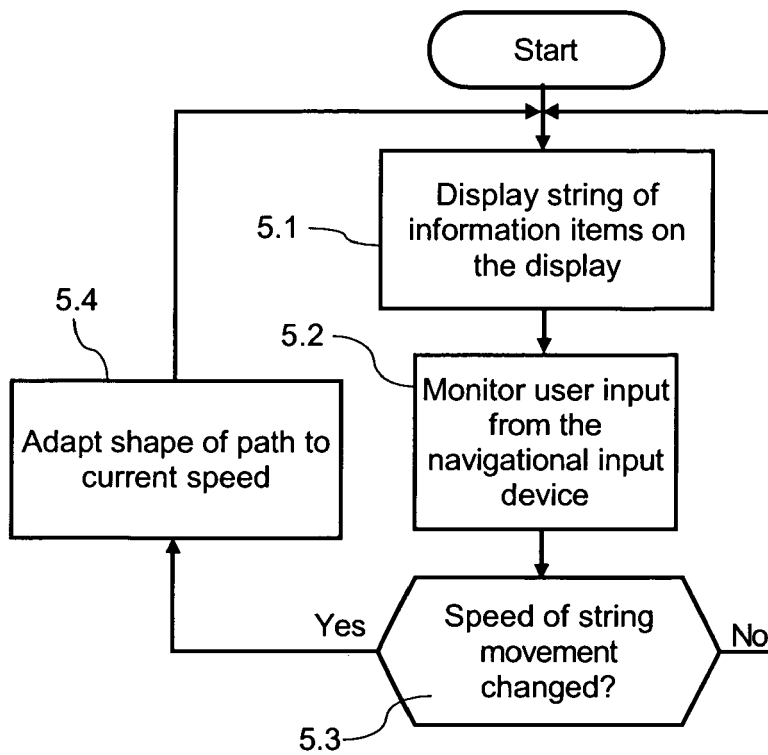 Start
Display string of
information items on
the display
5.1
5.4
5.2
Monitor user input
from the
navigational input
device
Adapt shape of path to
current speed
Yes
Speed of string
movement
changed?
No
5.3